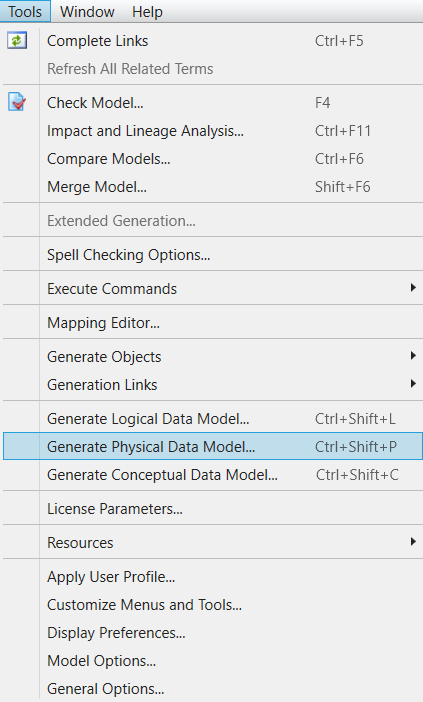 Tools Window Help
Complete Links Ctrl+F5
Refresh All Related Terms
Check Model... F4
Impact and Lineage Analysis... Ctrl+F11
Compare Models... Ctrl+F6
Merge Model... Shift+F6
Extended Generation...
Spell Checking Options...
Execute Commands
Mapping Editor...
Generate Objects
Generation Links
Generate Logical Data Model... Ctrl+Shift+L
Generate Physical Data Model... Ctrl+Shift+P
Generate Conceptual Data Model... Ctrl+Shift+C
License Parameters...
Resources
Apply User Profile...
Customize Menus and Tools...
Display Preferences...
Model Options...
General Options...